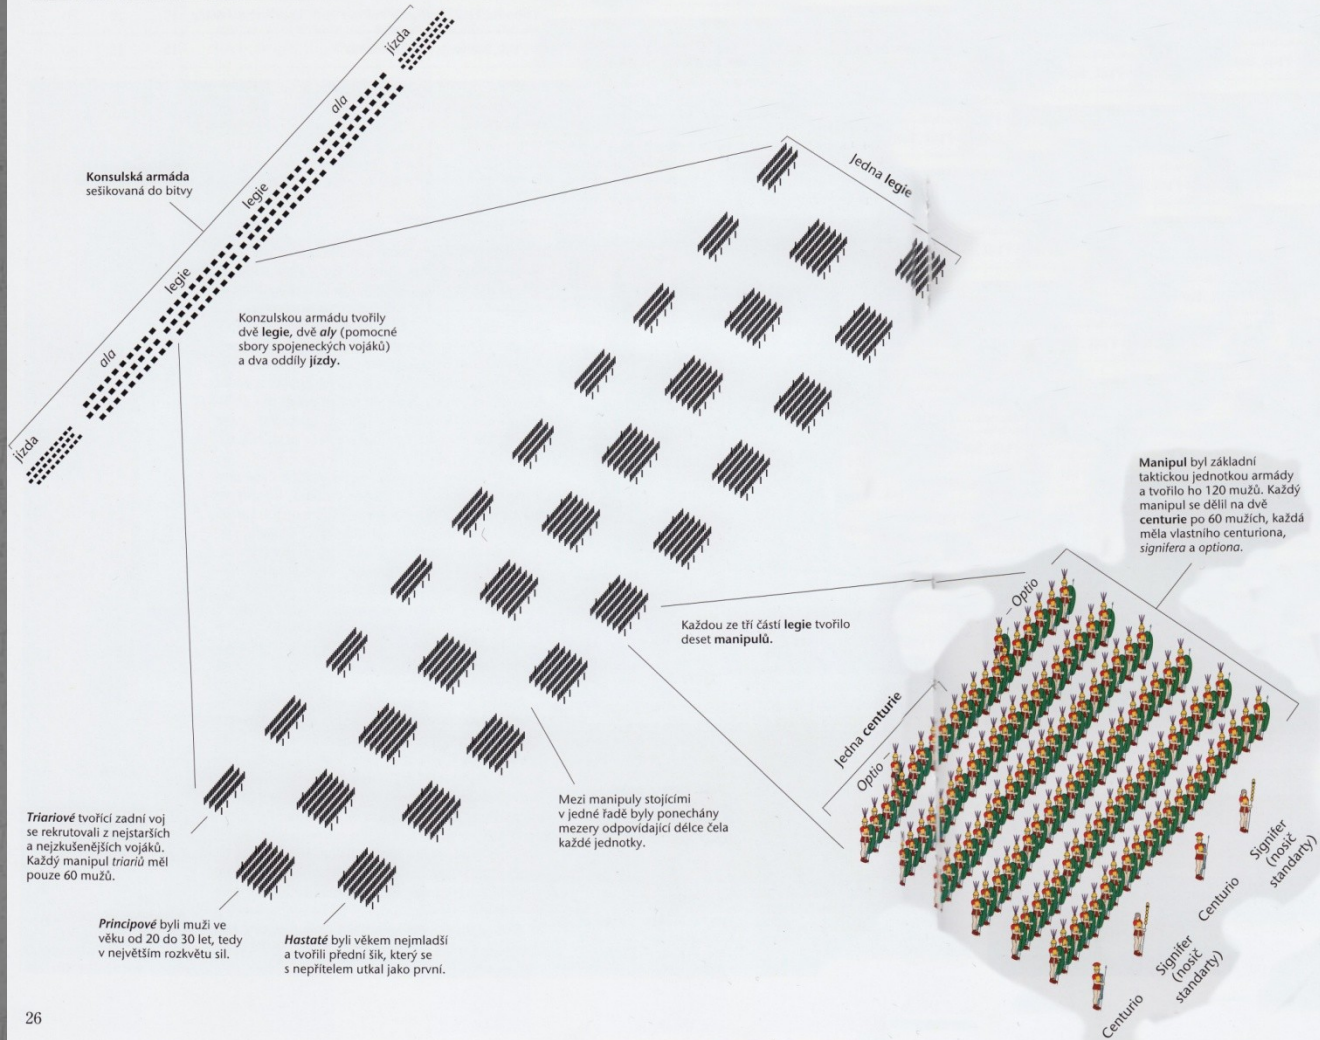 jízda
ala
Konsulská armáda
sešikovaná do bitvy
legie
legie
ala
jízda
Jedna legie
Konzulskou armádu tvořily
dvě legie, dvě aly (pomocné
sbory spojeneckých vojáků)
a dva oddíly jízdy.
Manipul byl základní
taktickou jednotkou armády
a tvořilo ho 120 mužů. Každý
manipul se dělil na dvě
centurie po 60 mužích, každá
měla vlastního centuriona,
signifera a optiona.
Každou ze tří částí legie tvořilo
deset manipulů.
Optio
Jedna centurie
Optio
Mezi manipuly stojícími
v jedné řadě byly ponechány
mezery odpovídající délce čela
každé jednotky.
Triariové tvořící zadní voj
se rekrutovali z nejstarších
a nejzkušenějších vojáků.
Každý manipul triariů měl
pouze 60 mužů.
Principové byli muži ve
věku od 20 do 30 let, tedy
v největším rozkvětu sil.
Hastaté byli věkem nejmladší
a tvořili přední šik, který se
s nepřítelem utkal jako první.
Signifer
(nosič
standarty)
Centurio
Signifer
(nosič
standarty)
Centurio
26